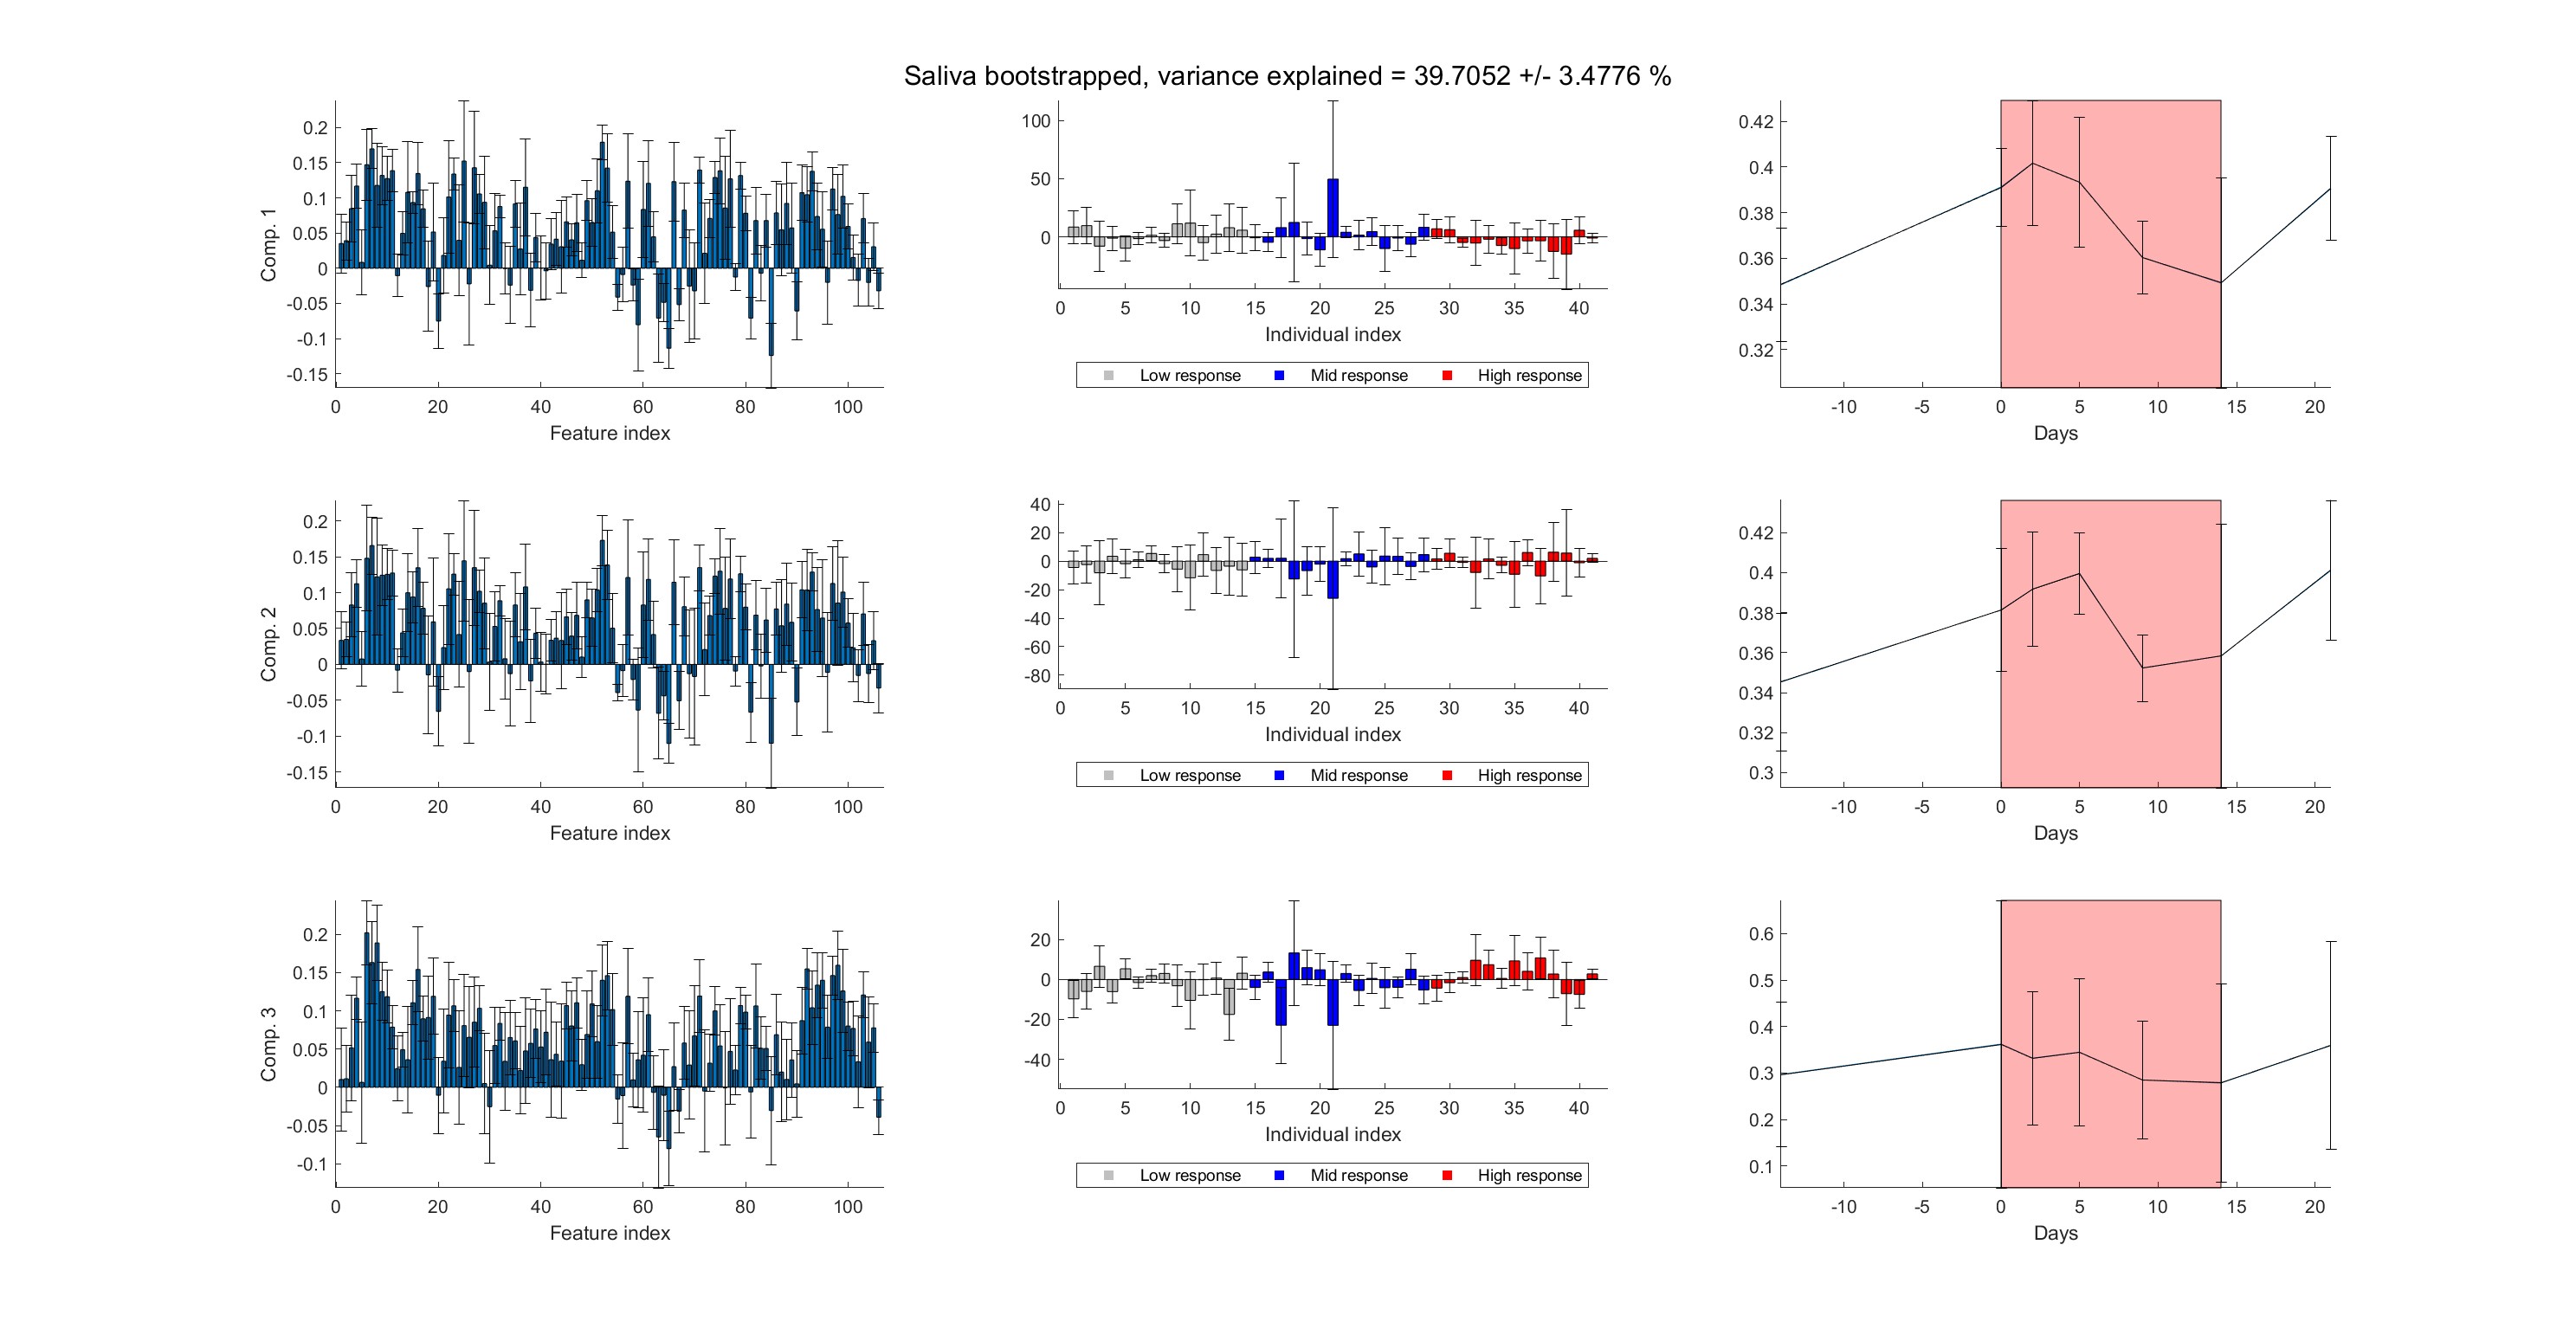 Saliva bootstrapped, variance explained = 39.7052 +/- 3.4776 %
Comp. 1
0.2
0.15
0.1
0.05
0
-0.05
-0.1
-0.15
0 20 40 60 80 100
Feature index
100
50
0
0 5 10 15 20 25 30 35 40
Individual index
Low response Mid response High response
0.42
0.4
0.38
0.36
0.34
0.32
-10 -5 0 5 10 15 20
Days
Comp. 2
0.2
0.15
0.1
0.05
0
-0.05
-0.1
-0.15
0 20 40 60 80 100
Feature index
40
20
0
-20
-40
-60
-80
0 5 10 15 20 25 30 35 40
Individual index
Low response Mid response High response
0.42
0.4
0.38
0.36
0.34
0.32
0.3
-10 -5 0 5 10 15 20
Days
Comp. 3
0.2
0.15
0.1
0.05
0
-0.05
-0.1
0 20 40 60 80 100
Feature index
20
0
-20
-40
0 5 10 15 20 25 30 35 40
Individual index
Low response Mid response High response
0.6
0.5
0.4
0.3
0.2
0.1
-10 -5 0 5 10 15 20
Days